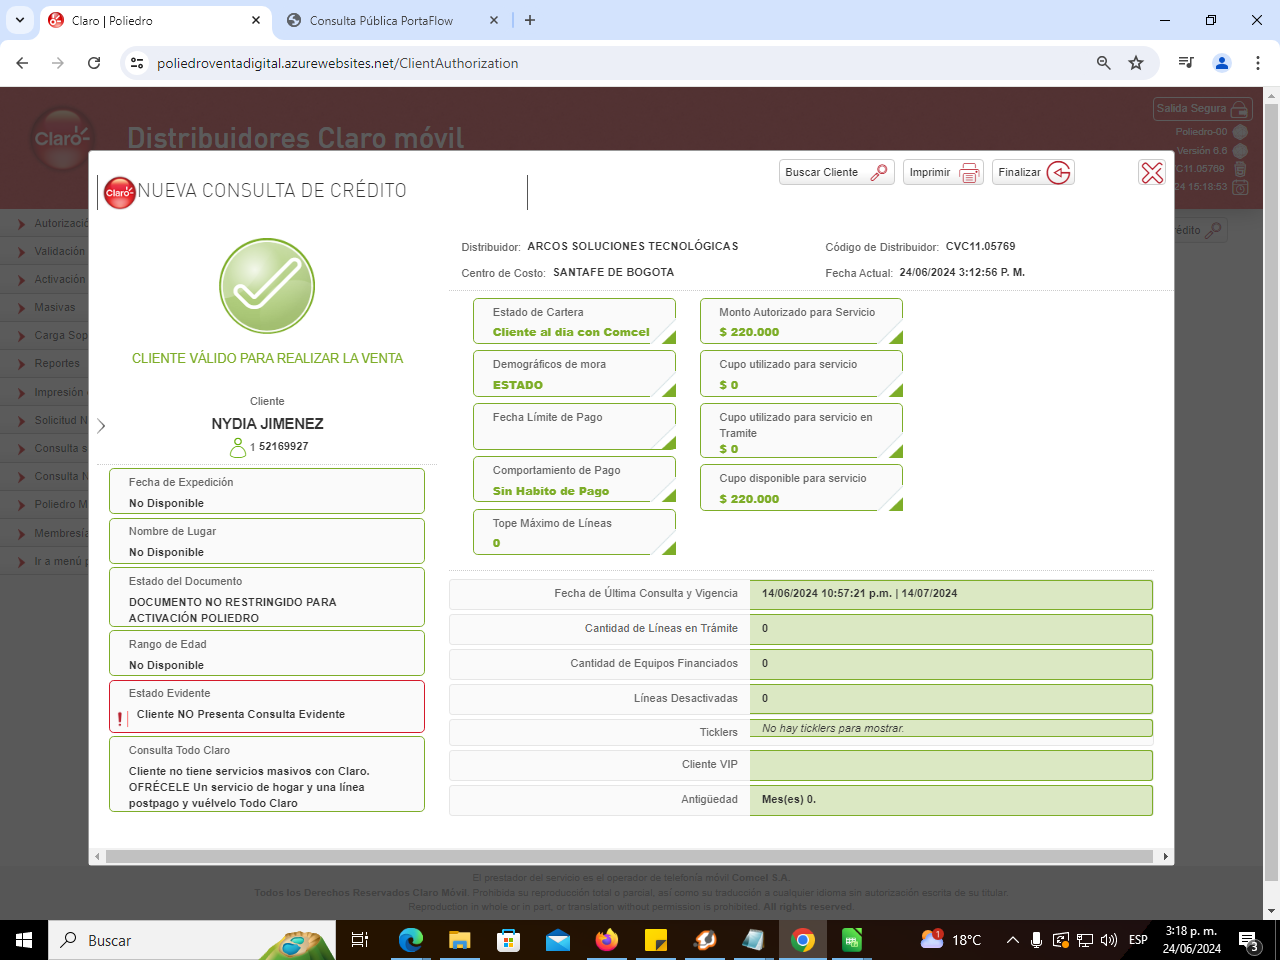 Claro | Poliedro
Consulta Pública PortaFlow
poliedroventadigital.azurewebsites.net/ClientAuthorization
Claro
Distribuidores Claro móvil
Salida Segura
Poliedro-00
Versión 6.6
24 15:18:53
Validación
Activación
Masivas
Carga Sop
Reportes
Impresión
Solicitud N
Consulta s
Consulta N
Poliedro M
Membresía
Ir a menú p
Claro
NUEVA CONSULTA DE CRÉDITO
Buscar Cliente
Imprimir
Finalizar
CLIENTE VÁLIDO PARA REALIZAR LA VENTA
Cliente
NYDIA JIMENEZ
1 52169927
Fecha de Expedición
No Disponible
Nombre de Lugar
No Disponible
Estado del Documento
DOCUMENTO NO RESTRINGIDO PARA
ACTIVACIÓN POLIEDRO
Rango de Edad
No Disponible
Estado Evidente
! Cliente NO Presenta Consulta Evidente
Consulta Todo Claro
Cliente no tiene servicios masivos con Claro.
OFRÉCELE Un servicio de hogar y una línea
postpago y vuélvelo Todo Claro
Distribuidor: ARCOS SOLUCIONES TECNOLÓGICAS
Código de Distribuidor: CVC11.05769
Centro de Costo: SANTAFE DE BOGOTA
Fecha Actual: 24/06/2024 3:12:56 P. M.
Estado de Cartera
Cliente al dia con Comcel
Demográficos de mora
ESTADO
Fecha Límite de Pago
Comportamiento de Pago
Sin Habito de Pago
Tope Máximo de Líneas
0
Monto Autorizado para Servicio
$ 220.000
Cupo utilizado para servicio
$ 0
Cupo utilizado para servicio en
Tramite
$ 0
Cupo disponible para servicio
$ 220.000
Fecha de Última Consulta y Vigencia 14/06/2024 10:57:21 p.m. | 14/07/2024
Cantidad de Líneas en Trámite 0
Cantidad de Equipos Financiados 0
Líneas Desactivadas 0
Ticklers No hay ticklers para mostrar.
Cliente VIP
Antigüedad Mes(es) 0.
El prestador del servicio es el operador de telefonía móvil Comcel S.A.
Todos los Derechos Reservados Claro Móvil. Prohibida su reproducción total o parcial, así como su traducción a cualquier idioma sin autorización escrita de su titular.
Reproduction in whole or in part, or translation without permission is prohibited. All rights reserved.
Buscar
1
18°C
ESP
3:18 p. m.
24/06/2024
3